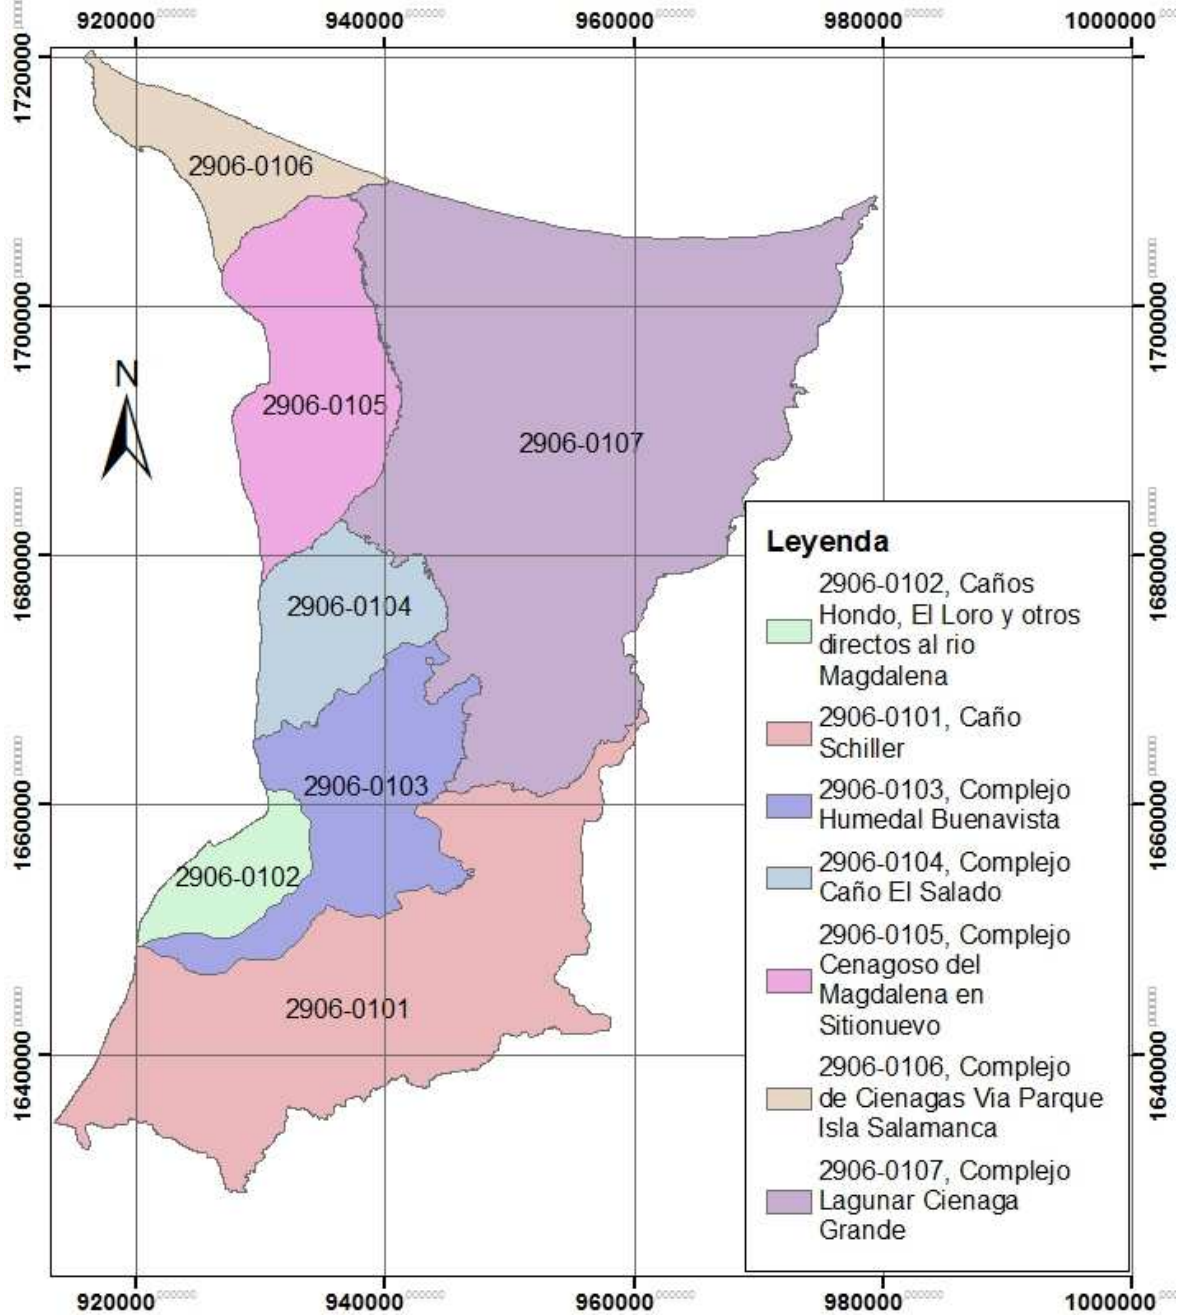 920000 940000 960000 980000 1000000
1720000
2906-0106
1700000 1700000
N
2906-0105
2906-0107
Leyenda
1680000 1680000
2906-0102, Caños
Hondo, El Loro y otros
directos al rio
Magdalena
2906-0104
2906-0101, Caño
Schiller
2906-0103
2906-0103, Complejo
Humedal Buenavista
1660000 1660000
2906-0102
2906-0104, Complejo
Caño El Salado
2906-0105, Complejo
Cenagoso del
Magdalena en
Sitionuevo
2906-0101
1640000 1640000
2906-0106, Complejo
de Cienagas Via Parque
Isla Salamanca
2906-0107, Complejo
Lagunar Cienaga
Grande
920000 940000 960000 980000 1000000